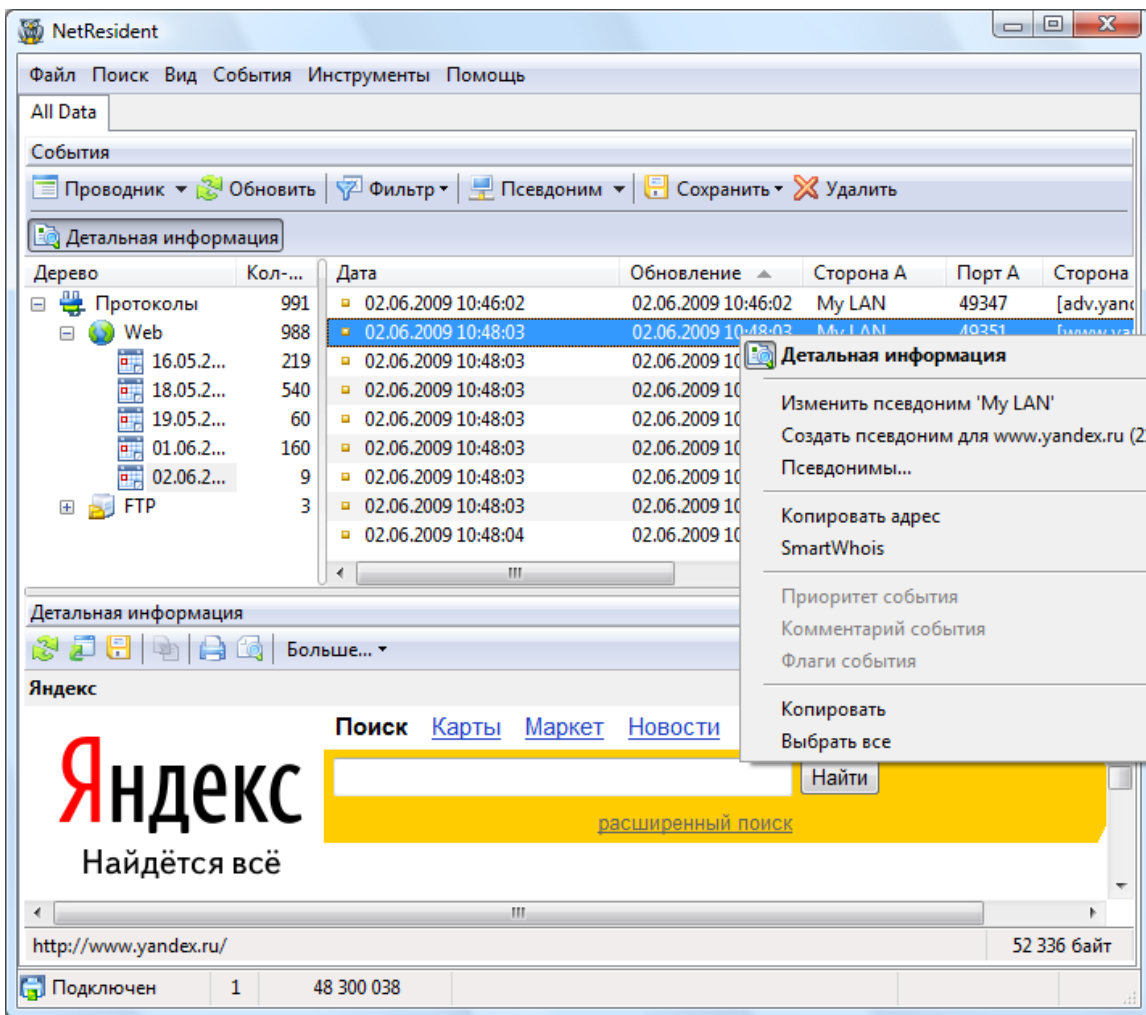 NetResident
Файл Поиск Вид События Инструменты Помощь
All Data
События
Проводник Обновить Фильтр Псевдоним Сохранить Удалить
Детальная информация
Дерево Кол-... Дата Обновление Сторона A Порт A Сторона
Протоколы 991 02.06.2009 10:46:02 02.06.2009 10:46:02 My LAN 49347 [adv.yand
Web 988 02.06.2009 10:48:03 02.06.2009 10:48:03 My LAN 49351 [www.yan
16.05.2... 219 02.06.2009 10:48:03 02.06.2009 10
18.05.2... 540 02.06.2009 10:48:03 02.06.2009 10
19.05.2... 60 02.06.2009 10:48:03 02.06.2009 10
01.06.2... 160 02.06.2009 10:48:03 02.06.2009 10
02.06.2... 9 02.06.2009 10:48:03 02.06.2009 10
FTP 3 02.06.2009 10:48:03 02.06.2009 10
02.06.2009 10:48:04 02.06.2009 10
Детальная информация
Изменить псевдоним 'My LAN'
Создать псевдоним для www.yandex.ru (2
Псевдонимы...
Копировать адрес
SmartWhois
Приоритет события
Комментарий события
Флаги события
Копировать
Выбрать все
Детальная информация
Больше...
Яндекс
Поиск Карты Маркет Новости
Яндекс
Найти
расширенный поиск
Найдётся всё
http://www.yandex.ru/ 52 336 байт
Подключен 1 48 300 038